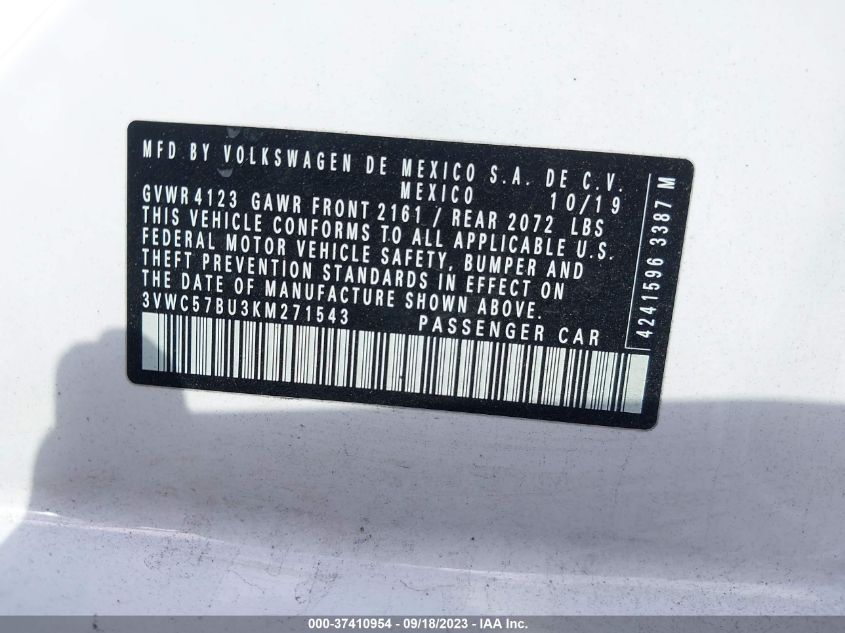 MFD BY VOLKSWAGEN DE MEXICO S.A. DE C.V.
MEXICO 10/19
GVWR 4123 GAWR FRONT 2161 / REAR 2072 LBS
THIS VEHICLE CONFORMS TO ALL APPLICABLE U.S.
FEDERAL MOTOR VEHICLE SAFETY, BUMPER AND
THEFT PREVENTION STANDARDS IN EFFECT ON
THE DATE OF MANUFACTURE SHOWN ABOVE.
3VWC57BU3KM271543 PASSENGER CAR
4241596 3387 M
000-37410954 - 09/18/2023 - IAA Inc.